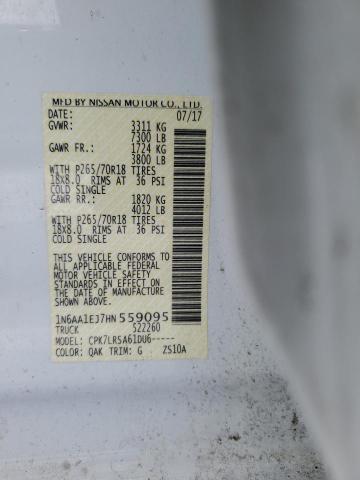 MFD BY NISSAN MOTOR CO., LTD.
DATE: 07/17
GVWR: 3311 KG
7300 LB
GAWR FR.: 1724 KG
3800 LB
WITH P265/70R18 TIRES
18X8.0 RIMS AT 36 PSI
COLD SINGLE
GAWR RR.: 1820 KG
4012 LB
WITH P265/70R18 TIRES
18X8.0 RIMS AT 36 PSI
COLD SINGLE
THIS VEHICLE CONFORMS TO
ALL APPLICABLE FEDERAL
MOTOR VEHICLE SAFETY
STANDARDS IN EFFECT ON
THE DATE OF MANUFACTURE
SHOWN ABOVE.
1N6AA1EJ7HN559095
TRUCK 522260
MODEL: CPK7LR5A61DU6-----
COLOR: QAK TRIM: G ZS10A